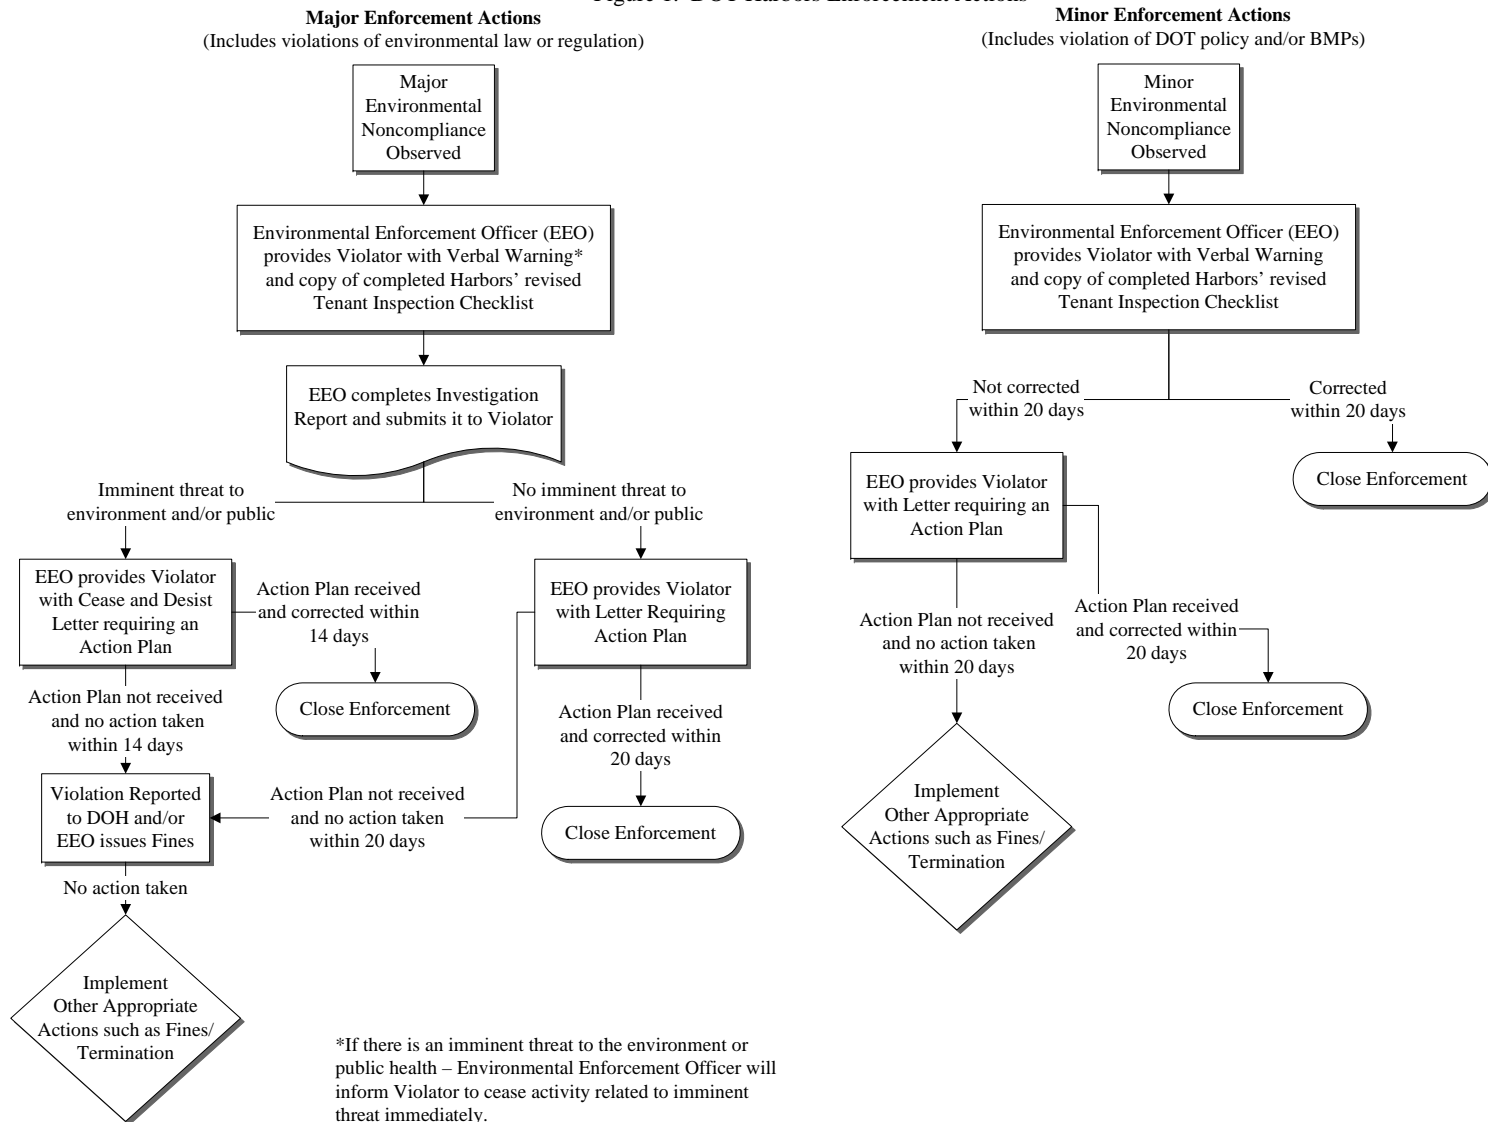 Figure 1. DOT Harbors Enforcement Actions
Major Enforcement Actions
(Includes violations of environmental law or regulation)
Major
Environmental
Noncompliance
Observed
Environmental Enforcement Officer (EEO)
provides Violator with Verbal Warning*
and copy of completed Harbors’ revised
Tenant Inspection Checklist
EEO completes Investigation
Report and submits it to Violator
Imminent threat to
environment and/or public
No imminent threat to
environment and/or public
EEO provides Violator
with Cease and Desist
Letter requiring an
Action Plan
Action Plan received
and corrected within
14 days
EEO provides Violator
with Letter Requiring
Action Plan
Action Plan not received
and no action taken
within 14 days
Close Enforcement
Action Plan received
and corrected within
20 days
Violation Reported
to DOH and/or
EEO issues Fines
Action Plan not received
and no action taken
within 20 days
Close Enforcement
No action taken
Implement
Other Appropriate
Actions such as Fines/
Termination
*If there is an imminent threat to the environment or
public health – Environmental Enforcement Officer will
inform Violator to cease activity related to imminent
threat immediately.
Minor Enforcement Actions
(Includes violation of DOT policy and/or BMPs)
Minor
Environmental
Noncompliance
Observed
Environmental Enforcement Officer (EEO)
provides Violator with Verbal Warning
and copy of completed Harbors’ revised
Tenant Inspection Checklist
Not corrected
within 20 days
Corrected
within 20 days
EEO provides Violator
with Letter requiring an
Action Plan
Close Enforcement
Action Plan not received
and no action taken
within 20 days
Action Plan received
and corrected within
20 days
Close Enforcement
Implement
Other Appropriate
Actions such as Fines/
Termination